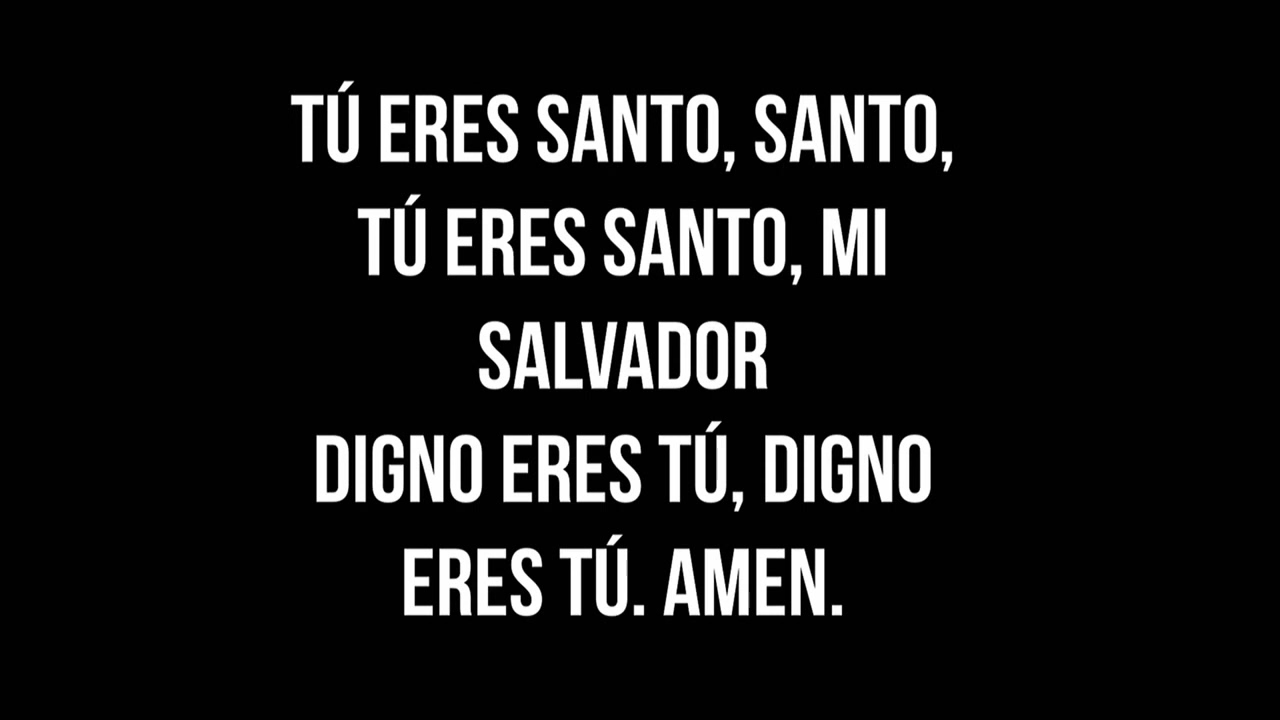 TÚ ERES SANTO, SANTO,
TÚ ERES SANTO, MI
SALVADOR
DIGNO ERES TÚ, DIGNO
ERES TÚ. AMEN.